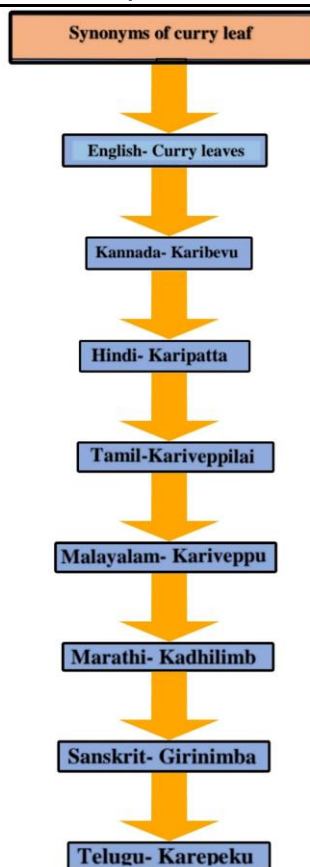 Synonyms of curry leaf
English- Curry leaves
Kannada- Karibevu
Hindi- Karipatta
Tamil-Kariveppilai
Malayalam- Kariveppu
Marathi- Kadhilimb
Sanskrit- Girinimba
Telugu- Karepeku